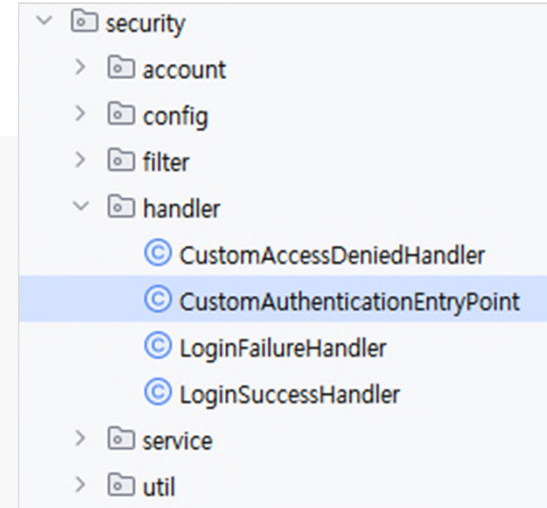 security
account
config
filter
handler
CustomAccessDeniedHandler
CustomAuthenticationEntryPoint
LoginFailureHandler
LoginSuccessHandler
service
util